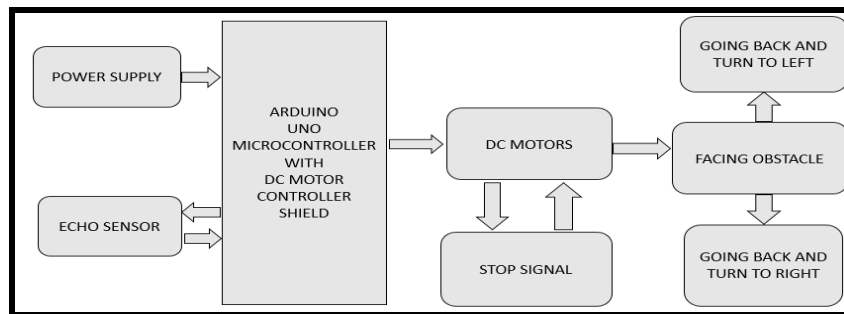 POWER SUPPLY
ECHO SENSOR
ARDUINO
UNO
MICROCONTROLLER
WITH
DC MOTOR
CONTROLLER
SHIELD
DC MOTORS
STOP SIGNAL
GOING BACK AND
TURN TO LEFT
FACING OBSTACLE
GOING BACK AND
TURN TO RIGHT